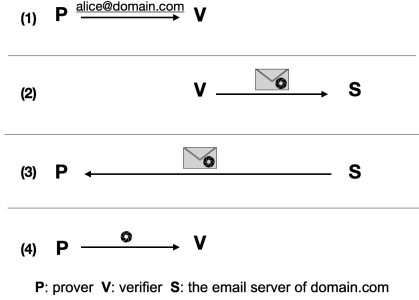 (1) P alice@domain.com V
(2) V S
(3) P S
(4) P V
P: prover V: verifier S: the email server of domain.com